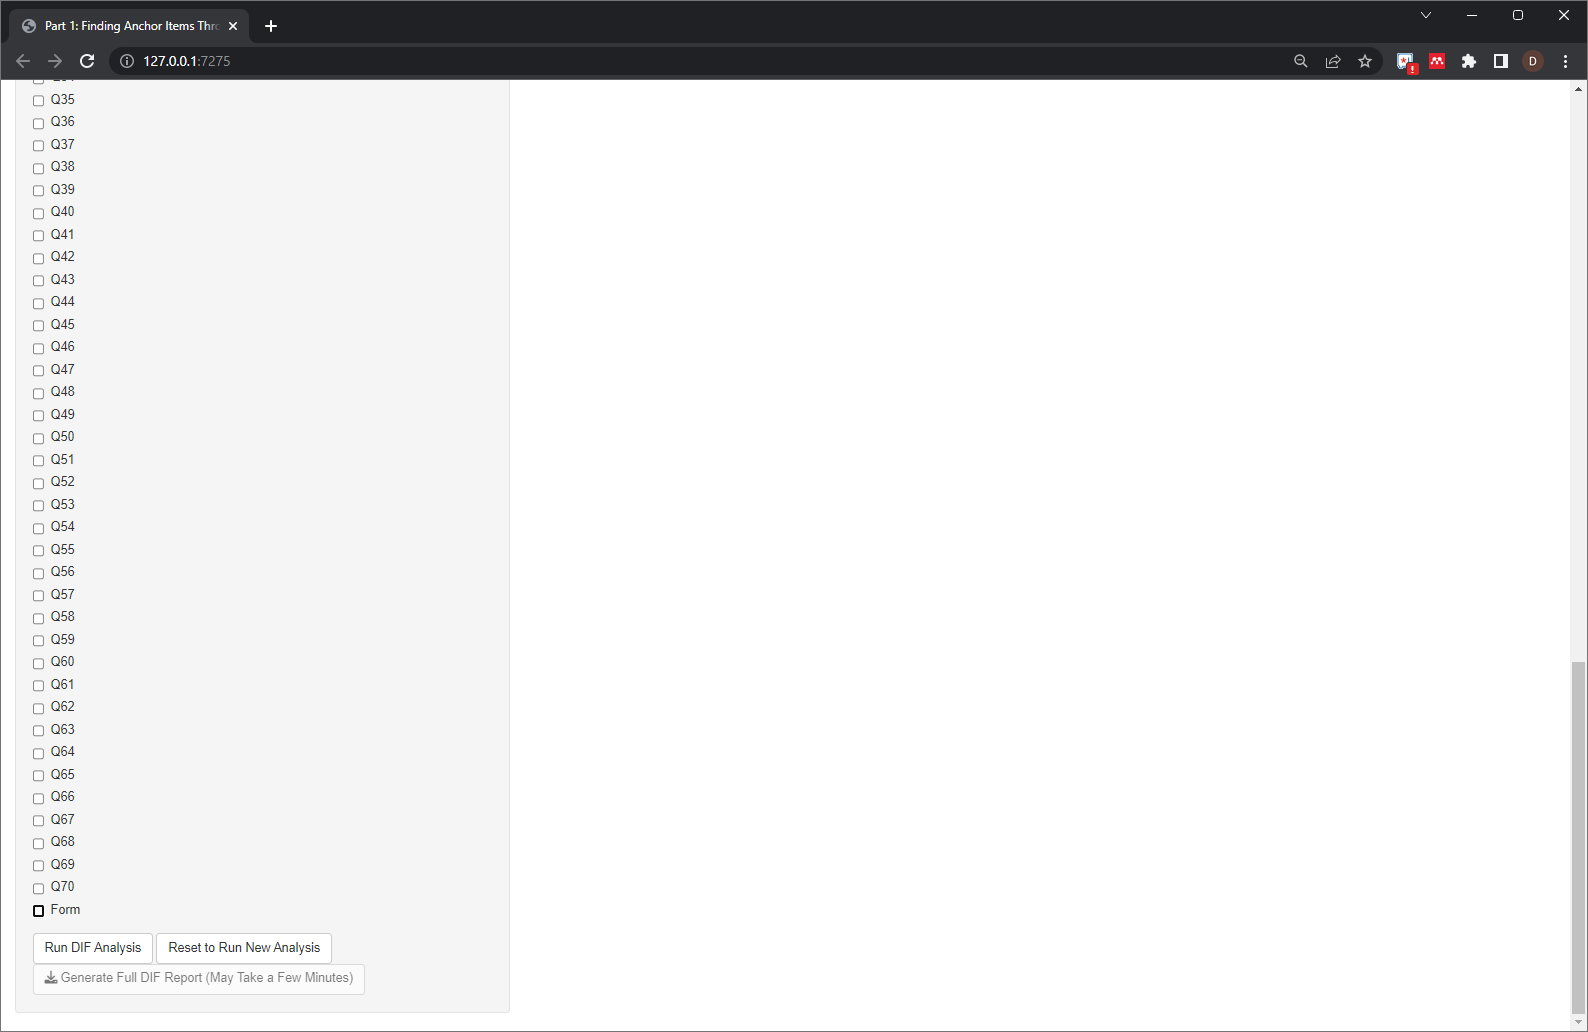 Part 1: Finding Anchor Items Thro
127.0.0.1:7275
D
Q35
Q36
Q37
Q38
Q39
Q40
Q41
Q42
Q43
Q44
Q45
Q46
Q47
Q48
Q49
Q50
Q51
Q52
Q53
Q54
Q55
Q56
Q57
Q58
Q59
Q60
Q61
Q62
Q63
Q64
Q65
Q66
Q67
Q68
Q69
Q70
Form
Run DIF Analysis Reset to Run New Analysis
Generate Full DIF Report (May Take a Few Minutes)